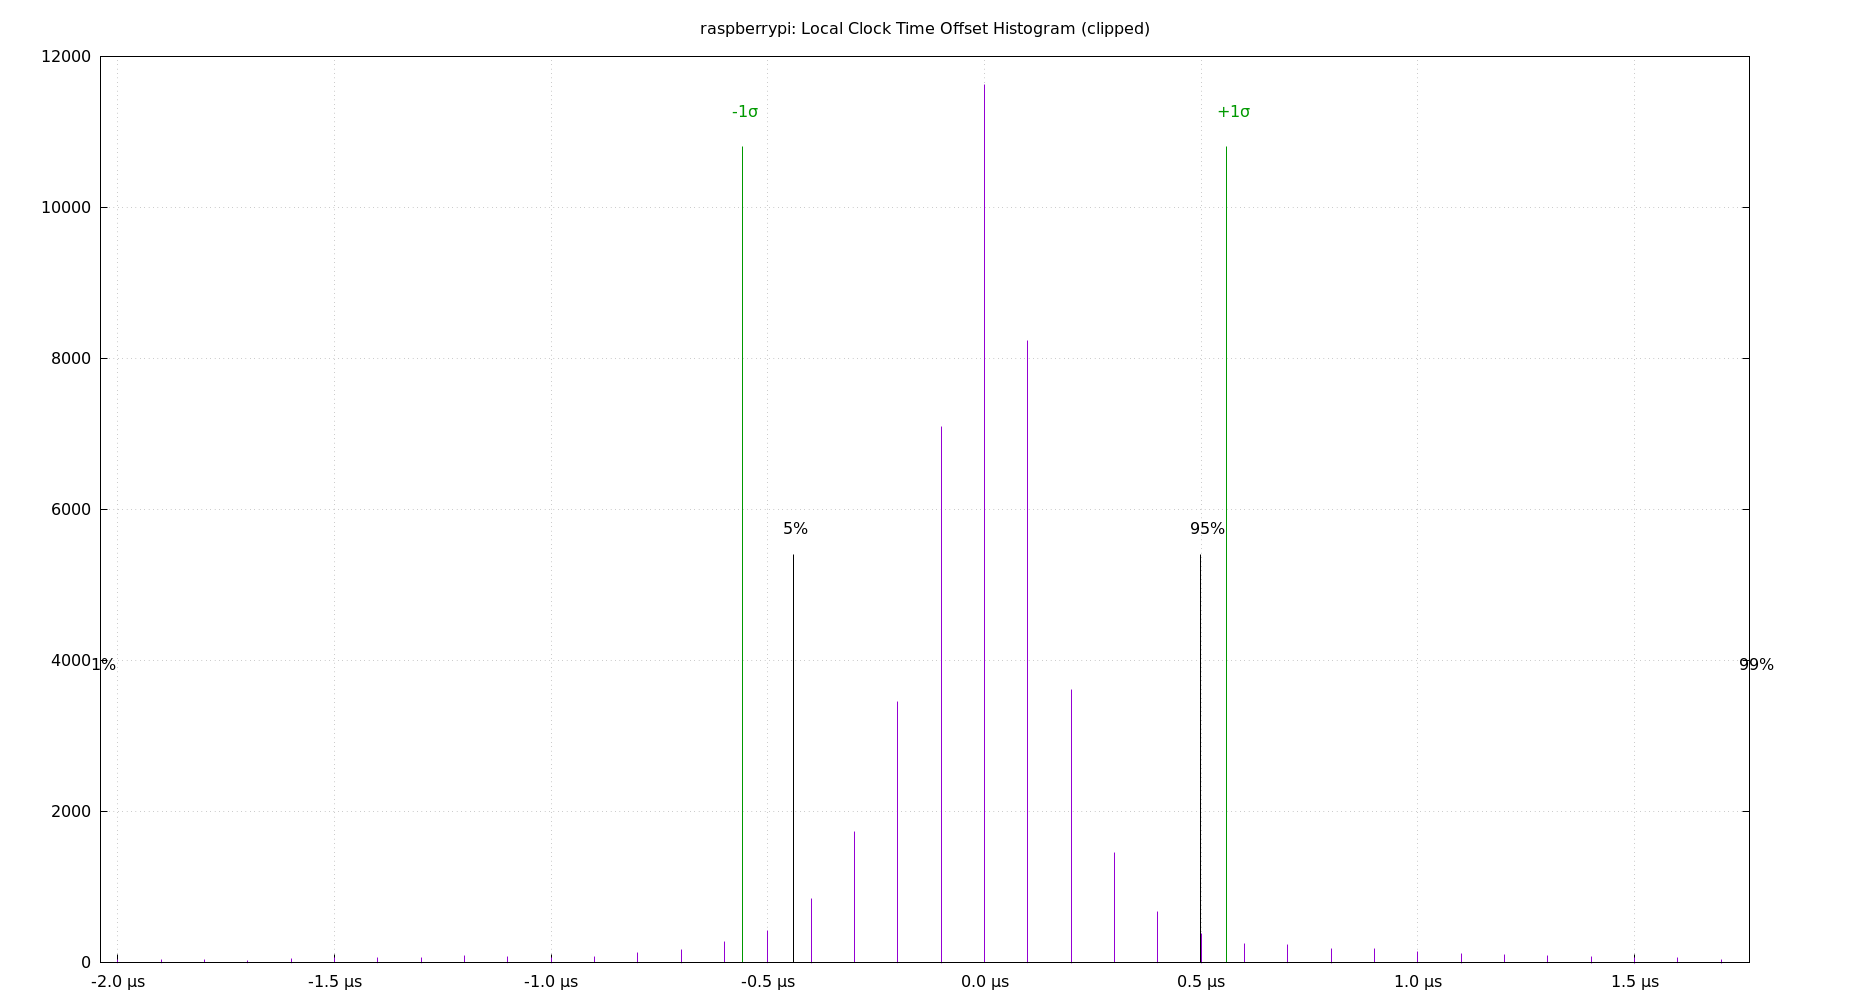 raspberrypi: Local Clock Time Offset Histogram (clipped)
12000
-1σ
+1σ
10000
8000
6000
5%
95%
4000
1%
99%
2000
0
-2.0 µs
-1.5 µs
-1.0 µs
-0.5 µs
0.0 µs
0.5 µs
1.0 µs
1.5 µs